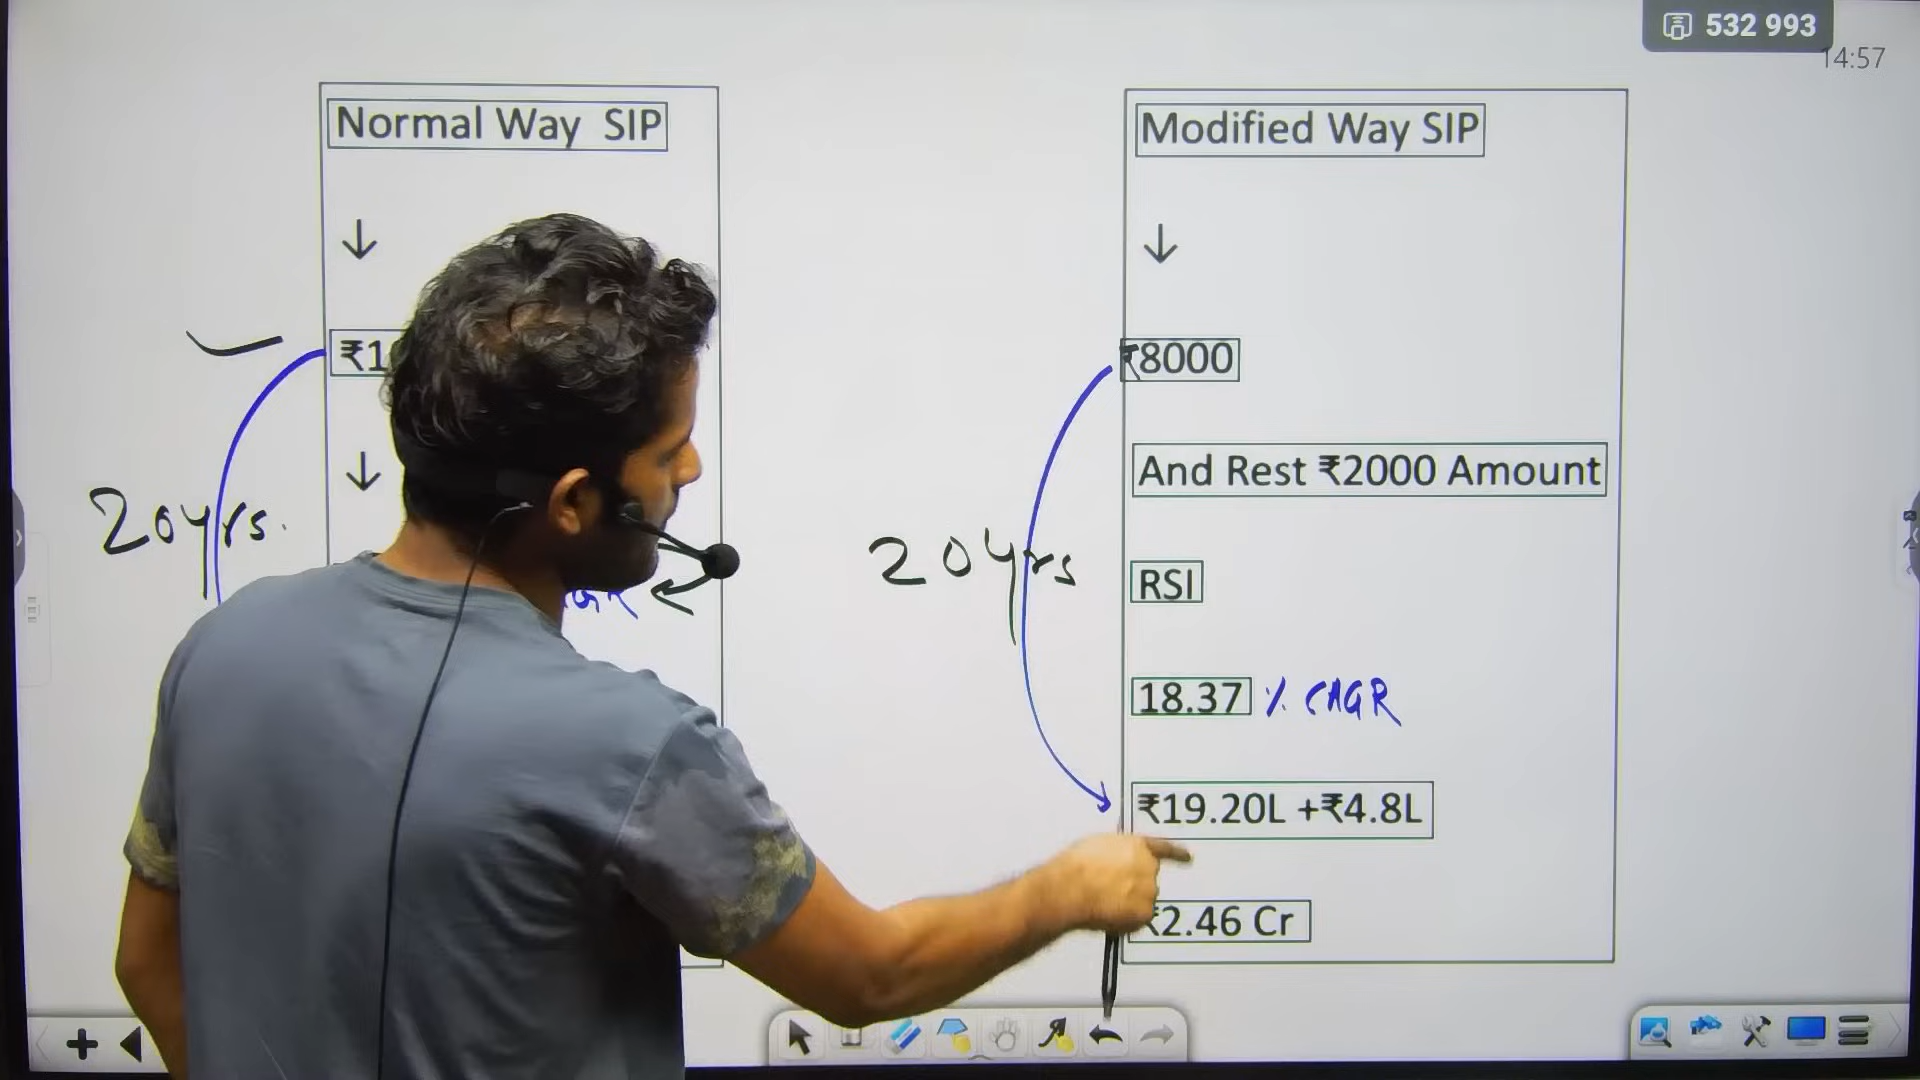 532 993
14:57
Normal Way SIP
↓
₹1
↓
20yrs.
Modified Way SIP
↓
₹8000
And Rest ₹2000 Amount
20yrs
RSI
18.37 % CAGR
₹19.20L +₹4.8L
₹2.46 Cr